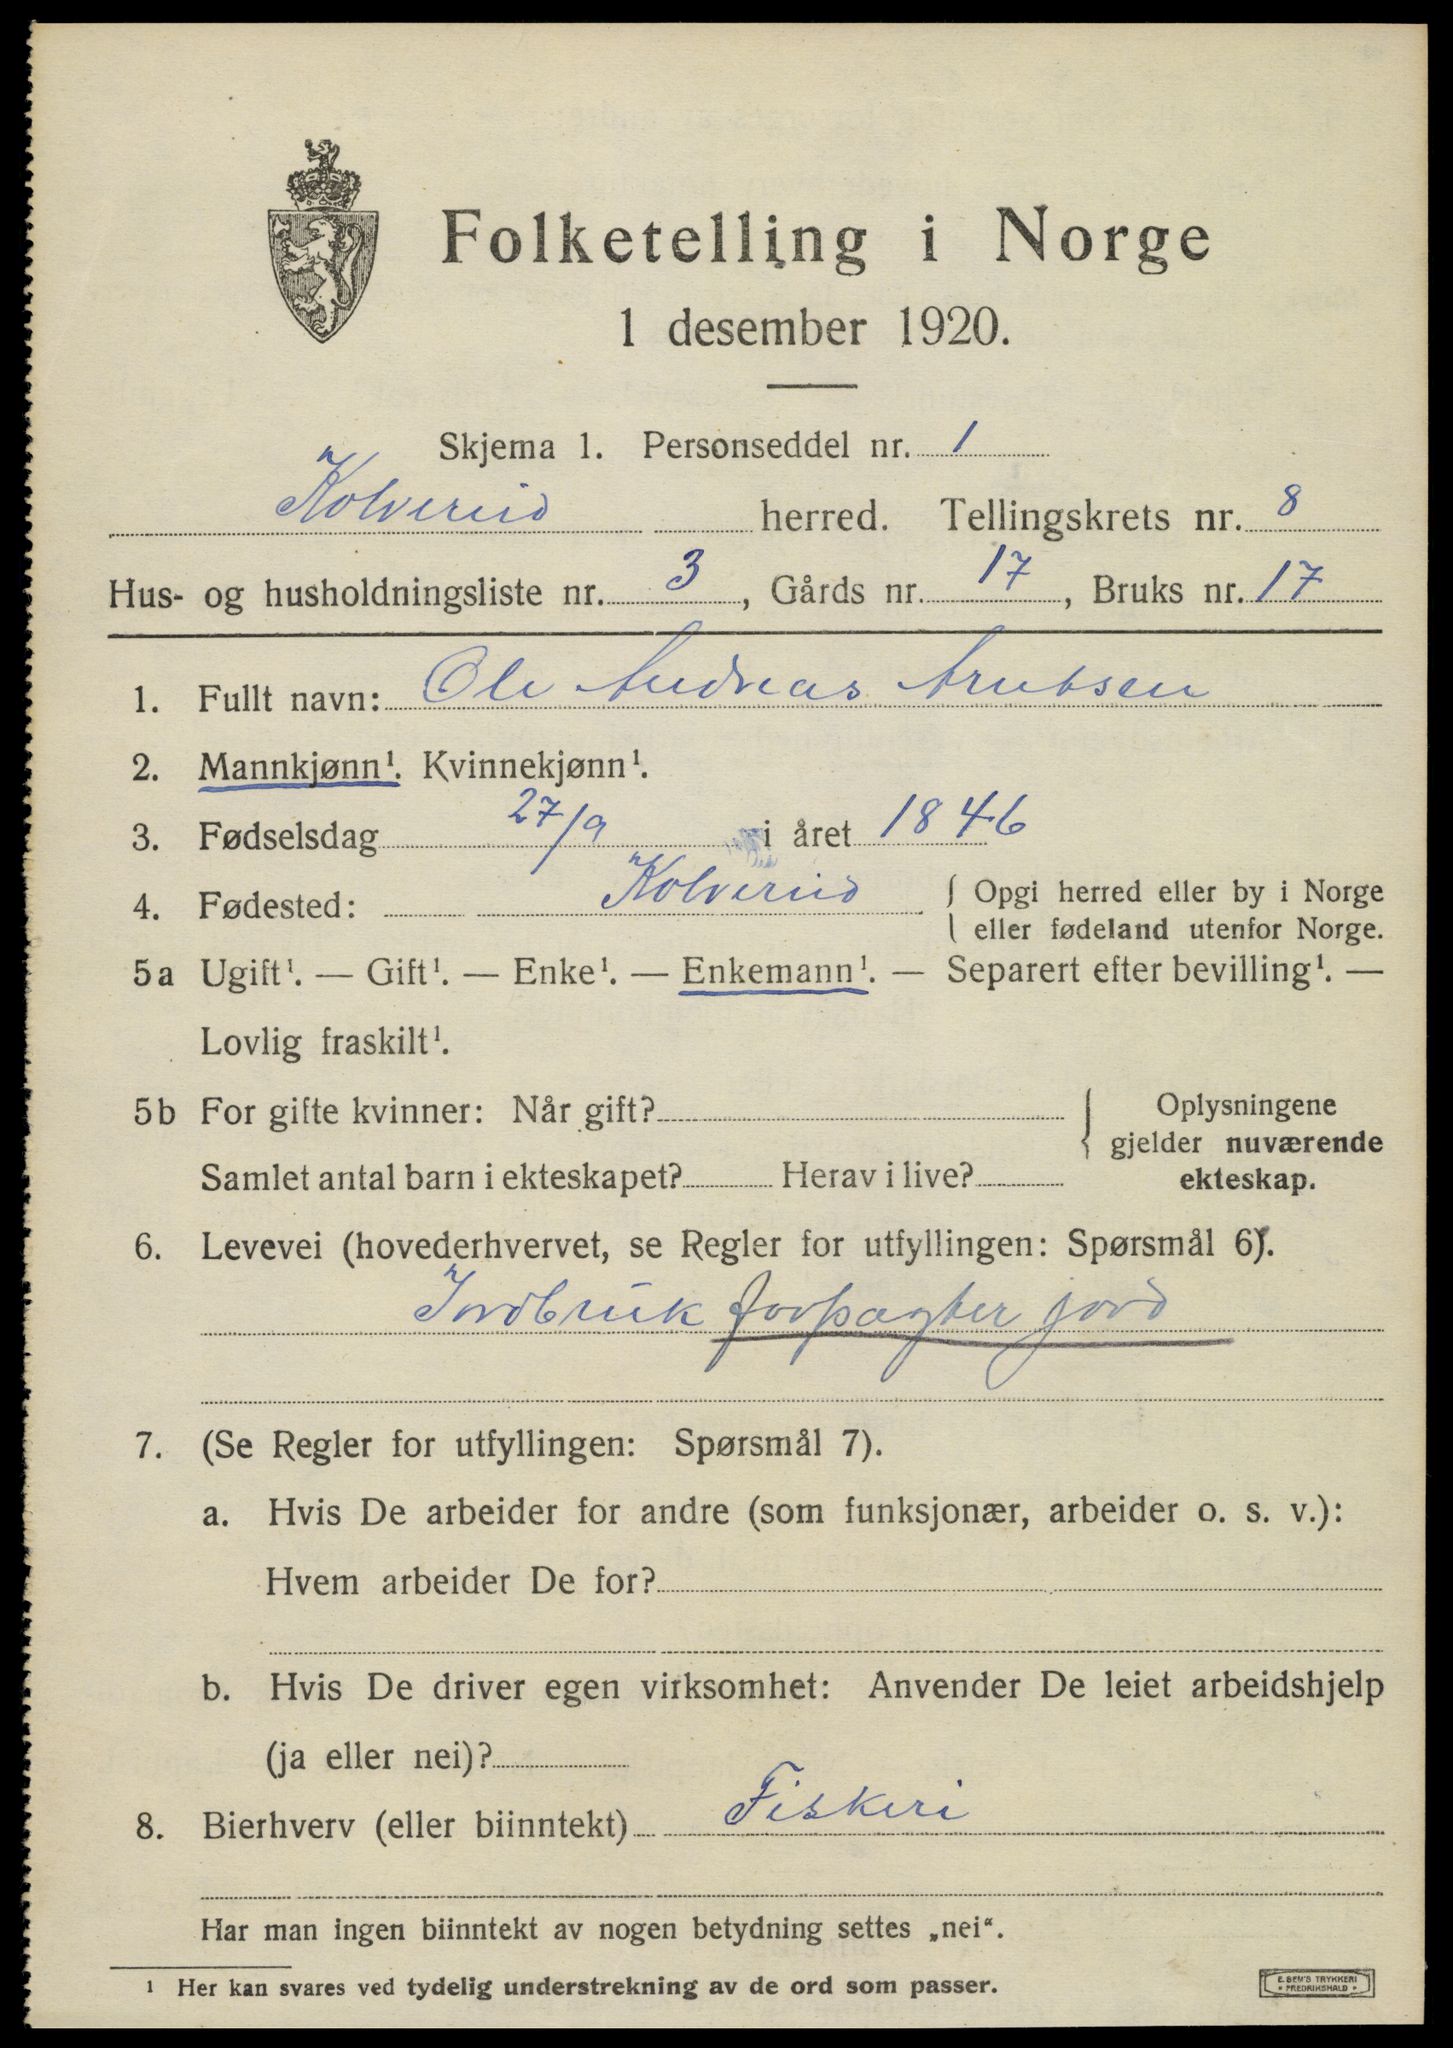 Folketelling i Norge
1 desember 1920.
Skjema 1. Personseddel nr. 1
Kolvereid herred. Tellingskrets nr. 8
Hus- og husholdningsliste nr. 3, Gårds nr. 17, Bruks nr. 17
1. Fullt navn: Ole Andreas Arntsen
2. Mannkjønn¹. Kvinnekjønn¹.
3. Fødselsdag 27/9 i året 1846
4. Fødested: Kolvereid { Opgi herred eller by i Norge
eller fødeland utenfor Norge.
5a Ugift¹. — Gift¹. — Enke¹. — Enkemann¹. — Separert efter bevilling¹. —
Lovlig fraskilt¹.
5b For gifte kvinner: Når gift? { Oplysningene
gjelder nuværende
Samlet antal barn i ekteskapet? Herav i live? ekteskap.
6. Levevei (hovederhvervet, se Regler for utfyllingen: Spørsmål 6).
Jordbruk forpagter jord
7. (Se Regler for utfyllingen: Spørsmål 7).
a. Hvis De arbeider for andre (som funksjonær, arbeider o. s. v.):
Hvem arbeider De for?
b. Hvis De driver egen virksomhet: Anvender De leiet arbeidshjelp
(ja eller nei)?
8. Bierhverv (eller biinntekt) Fiskeri
Har man ingen biinntekt av nogen betydning settes „nei“.
¹ Her kan svares ved tydelig understrekning av de ord som passer.
E. SEM'S TRYKKERI
FREDRIKSHALD